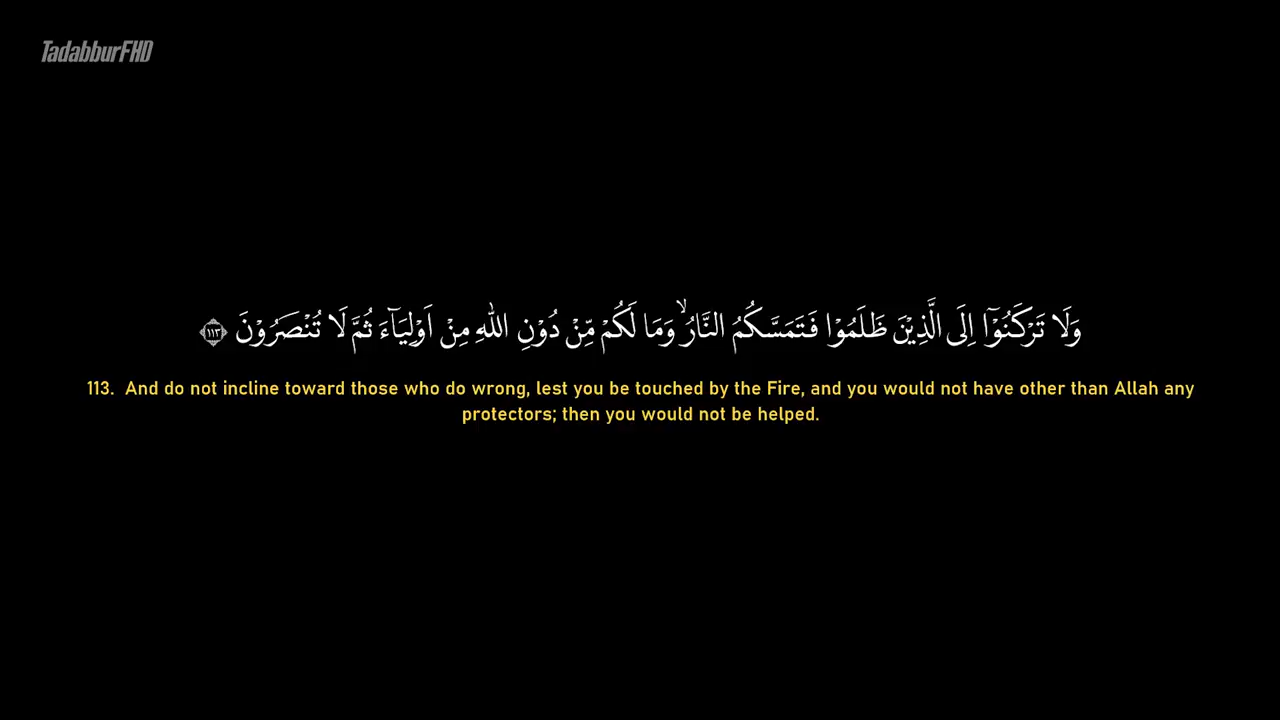 TadabburFHD
وَلَا تَرْكَنُوْٓا اِلَى الَّذِيْنَ ظَلَمُوْا فَتَمَسَّكُمُ النَّارُۙ وَمَا لَكُمْ مِّنْ دُوْنِ اللّٰهِ مِنْ اَوْلِيَاۤءَ ثُمَّ لَا تُنْصَرُوْنَ ١١٣
113. And do not incline toward those who do wrong, lest you be touched by the Fire, and you would not have other than Allah any
protectors; then you would not be helped.